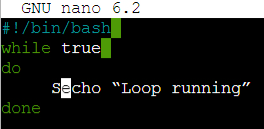 GNU nano 6.2
#!/bin/bash
while true
do
Secho “Loop running”
done